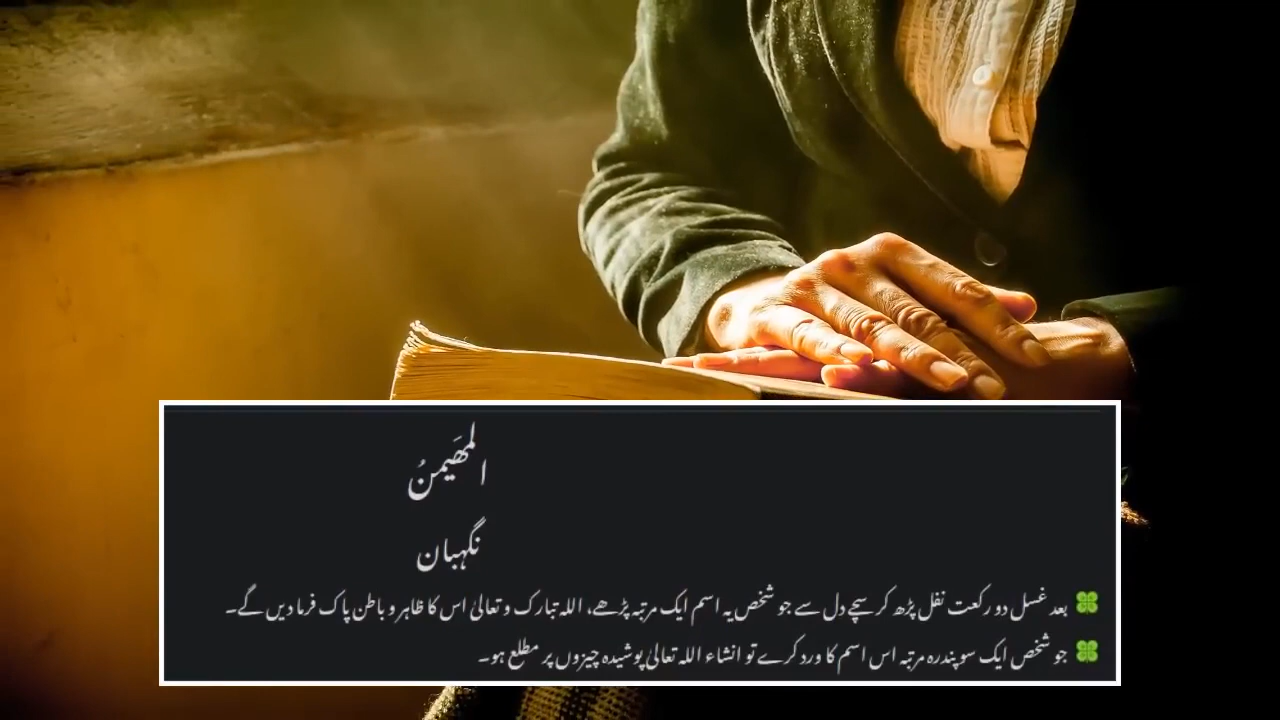 المھَیمنُ
نگہبان
🍀 بعد غسل دو رکعت نفل پڑھ کر سچے دل سے جو شخص یہ اسم ایک مرتبہ پڑھے، اللہ تبارک و تعالیٰ اس کا ظاہر و باطن پاک فرما دیں گے۔
🍀 جو شخص ایک سو پندرہ مرتبہ اس اسم کا ورد کرے تو انشاء اللہ تعالیٰ پوشیدہ چیزوں پر مطلع ہو۔